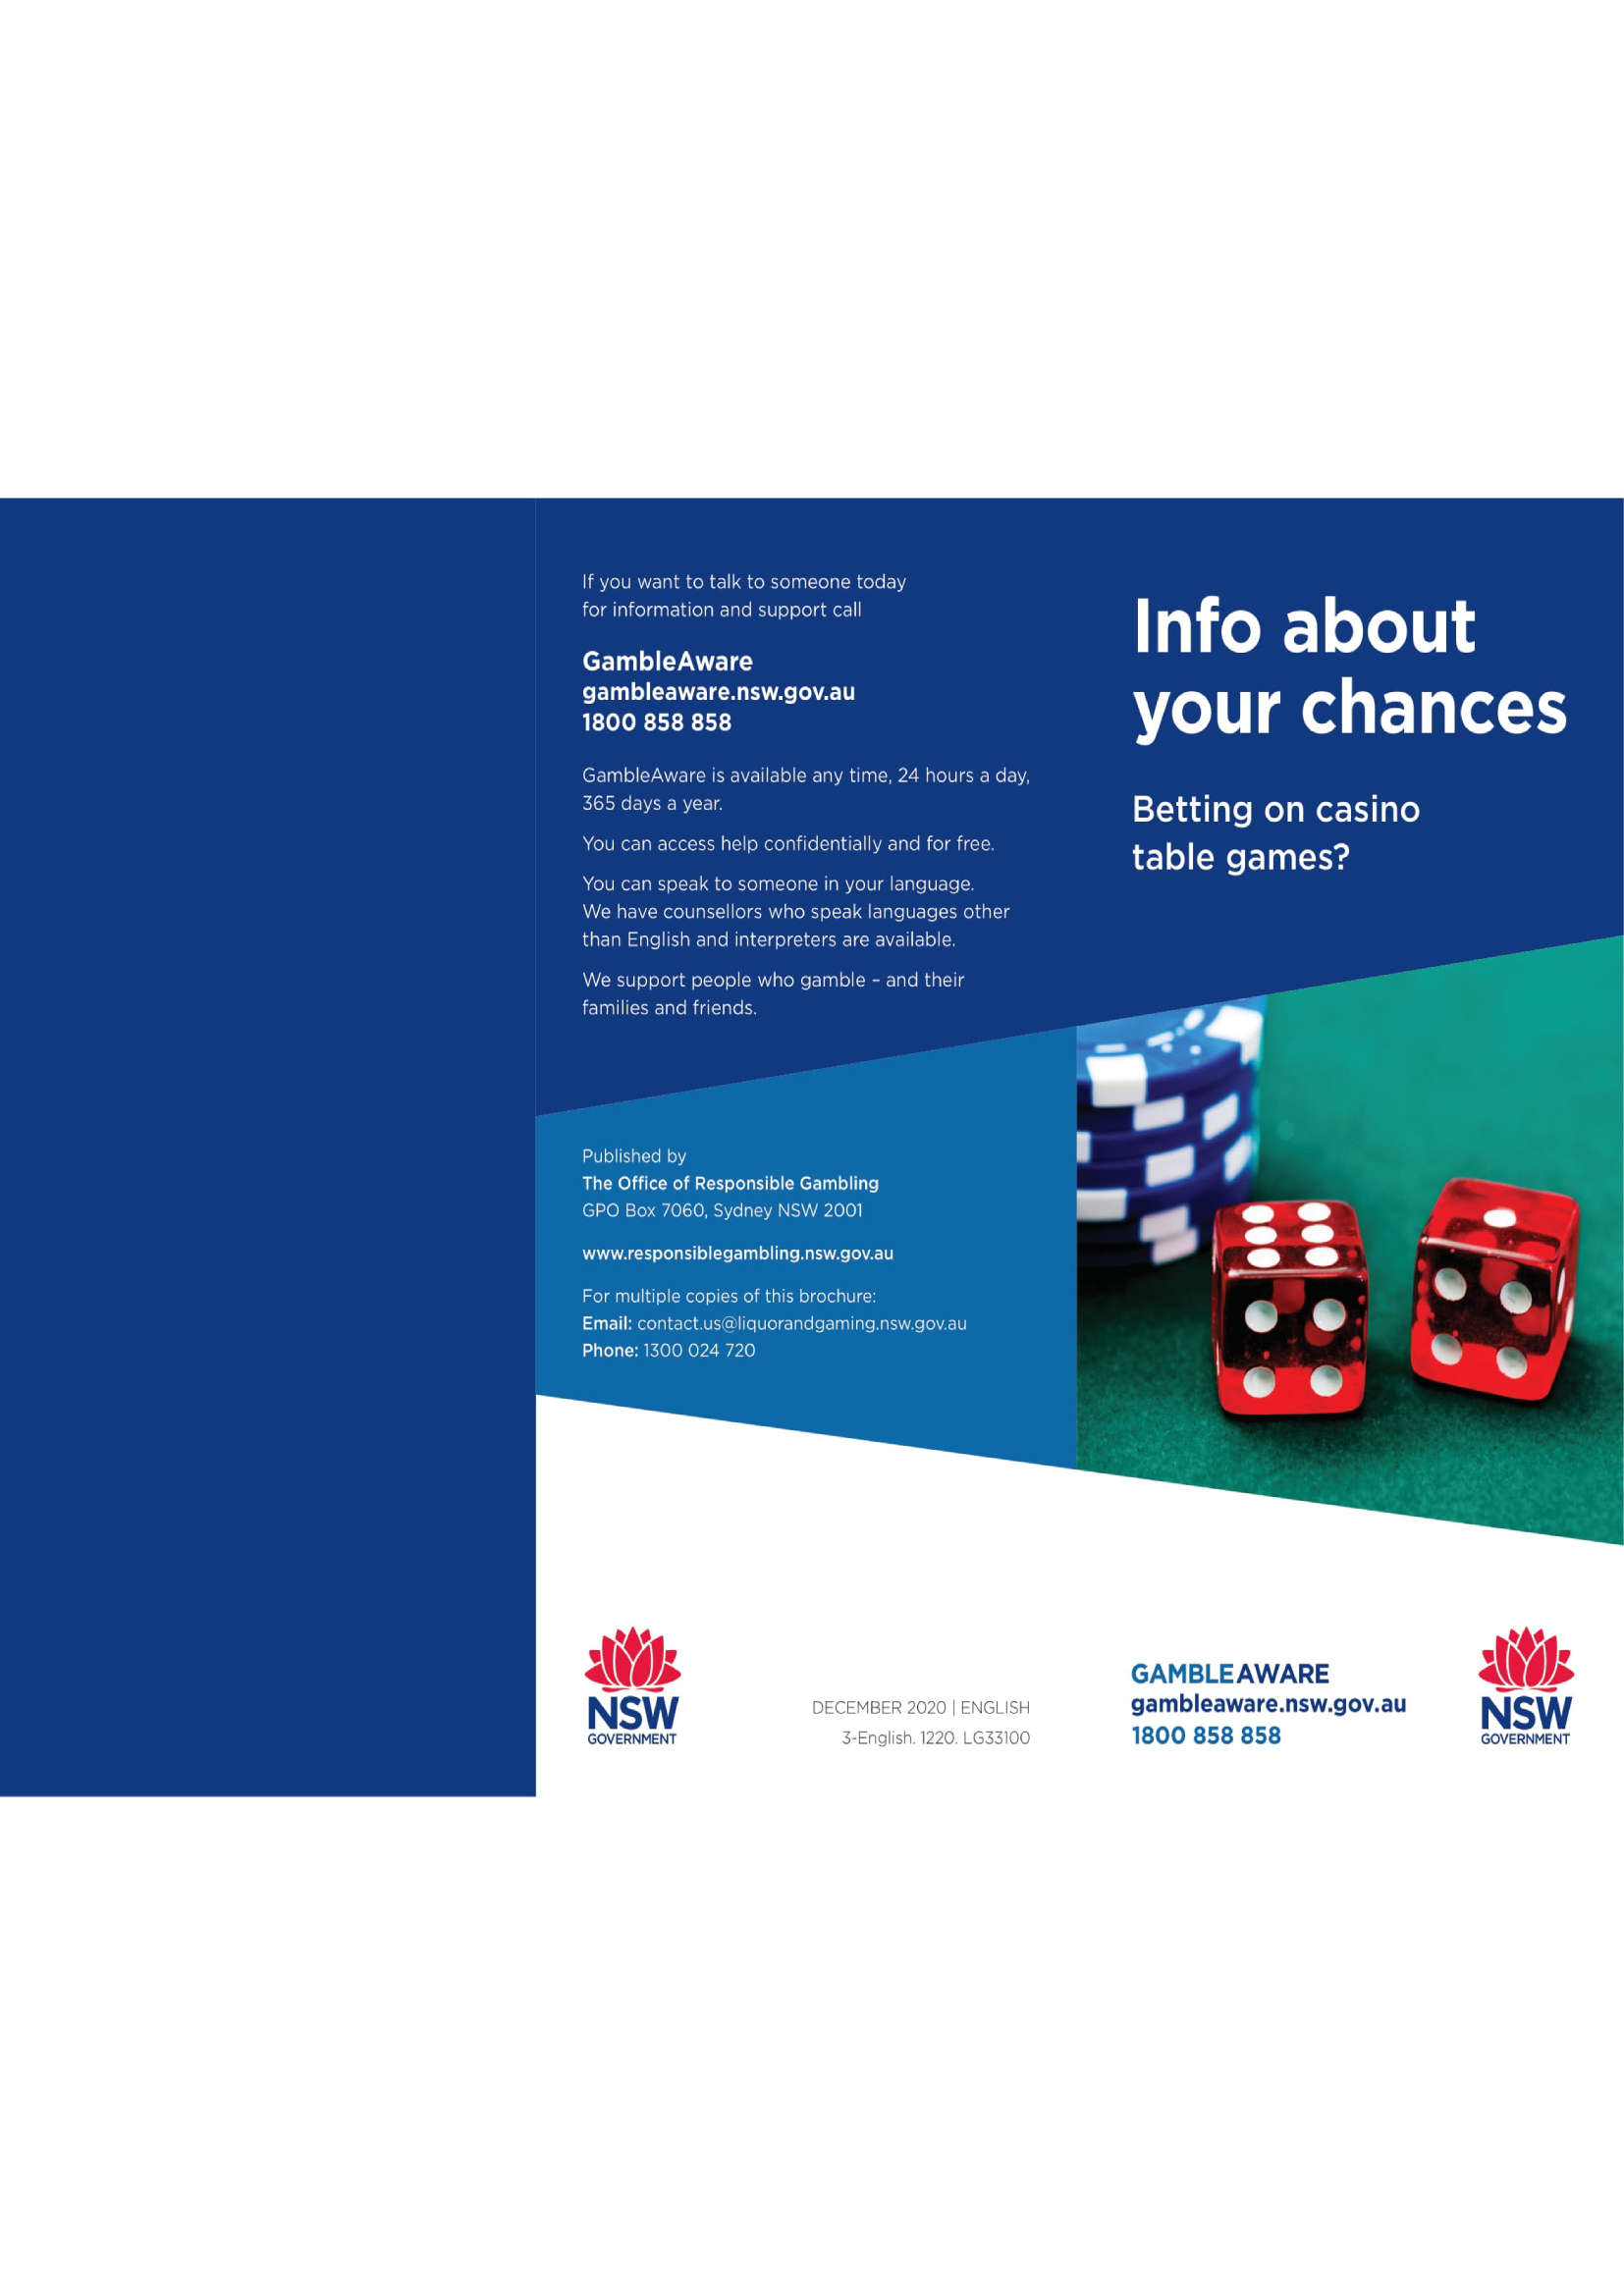 If you want to talk to someone today
for information and support call
GambleAware
gambleaware.nsw.gov.au
1800 858 858
GambleAware is available any time, 24 hours a day,
365 days a year.
You can access help confidentially and for free.
You can speak to someone in your language.
We have counsellors who speak languages other
than English and interpreters are available.
We support people who gamble – and their
families and friends.
Published by
The Office of Responsible Gambling
GPO Box 7060, Sydney NSW 2001
www.responsiblegambling.nsw.gov.au
For multiple copies of this brochure:
Email: contact.us@liquorandgaming.nsw.gov.au
Phone: 1300 024 720
NSW
GOVERNMENT
DECEMBER 2020 | ENGLISH
3-English. 1220. LG33100
Info about
your chances
Betting on casino
table games?
GAMBLEAWARE
gambleaware.nsw.gov.au
1800 858 858
NSW
GOVERNMENT